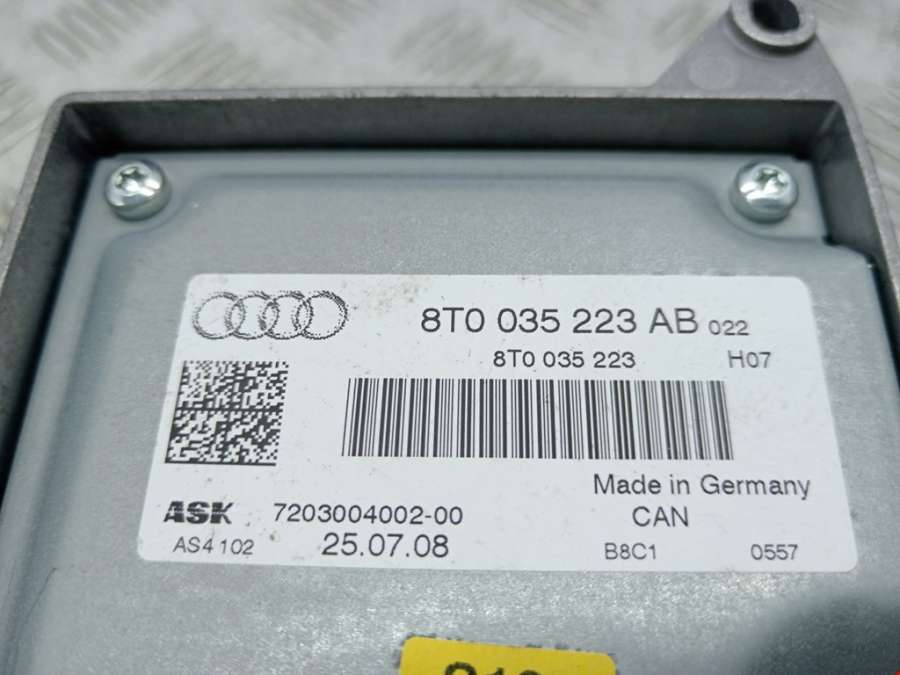 8T0 035 223 AB 022
8T0 035 223 H07
Made in Germany
ASK 7203004002-00 CAN
AS4 102 25.07.08 B8C1 0557